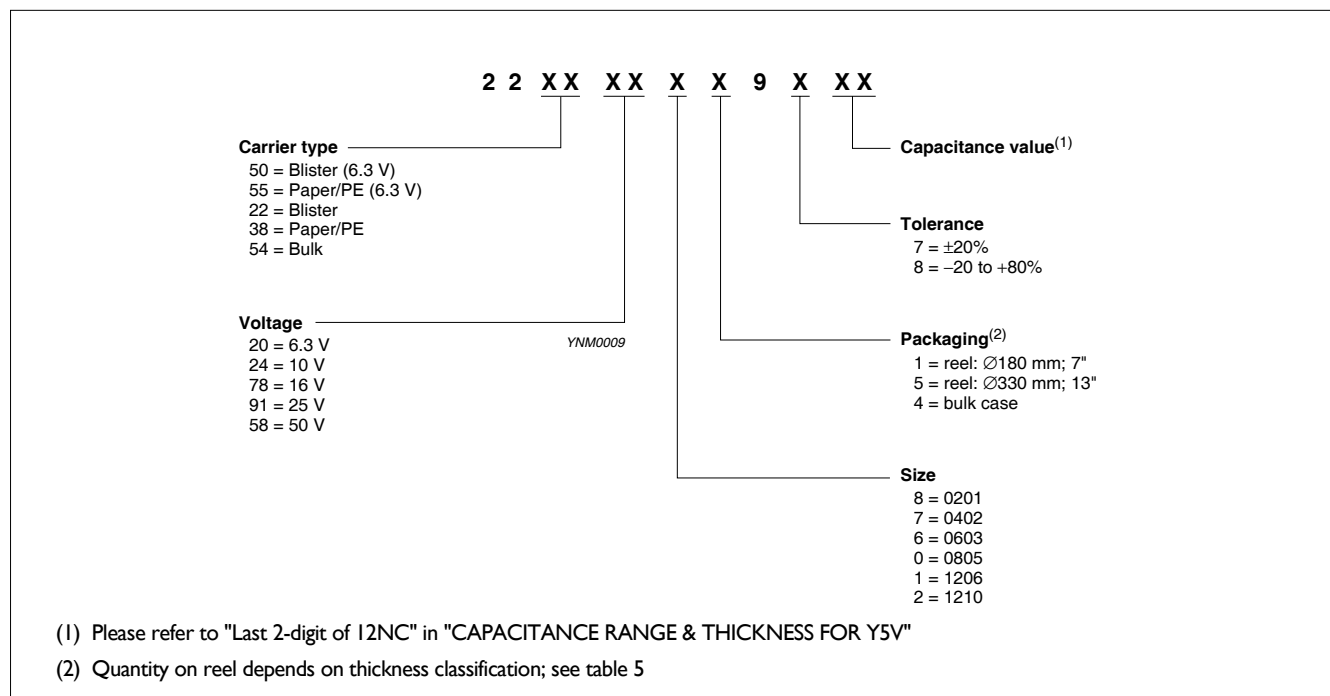 2 2 XX XX X X 9 X XX
Carrier type
50 = Blister (6.3 V)
55 = Paper/PE (6.3 V)
22 = Blister
38 = Paper/PE
54 = Bulk
Voltage
20 = 6.3 V
24 = 10 V
78 = 16 V
91 = 25 V
58 = 50 V
YNM0009
Capacitance value(1)
Tolerance
7 = ±20%
8 = −20 to +80%
Packaging(2)
1 = reel: Ø180 mm; 7"
5 = reel: Ø330 mm; 13"
4 = bulk case
Size
8 = 0201
7 = 0402
6 = 0603
0 = 0805
1 = 1206
2 = 1210
(1) Please refer to "Last 2-digit of 12NC" in "CAPACITANCE RANGE & THICKNESS FOR Y5V"
(2) Quantity on reel depends on thickness classification; see table 5